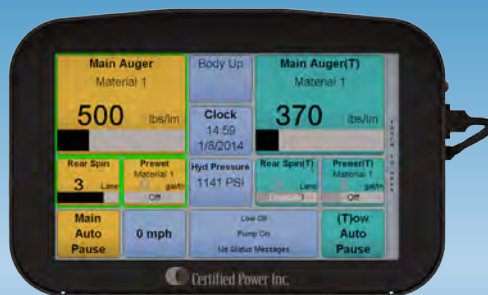 Main Auger
Material 1
500 lbs/lm
Body Up
Main Auger(T)
Material 1
370 lbs/lm
Clock
14:59
1/8/2014
Rear Spin
3 Lane
Prewet
Material 1
gal/tn
Off
Hyd Pressure
1141 PSI
Rear Spin(T)
Lane
Prewet(T)
Material 1
gal/tn
Off
Main
Auto
Pause
0 mph
Low Oil
Pump On
No Status Messages
(T)ow
Auto
Pause
Certified Power Inc.